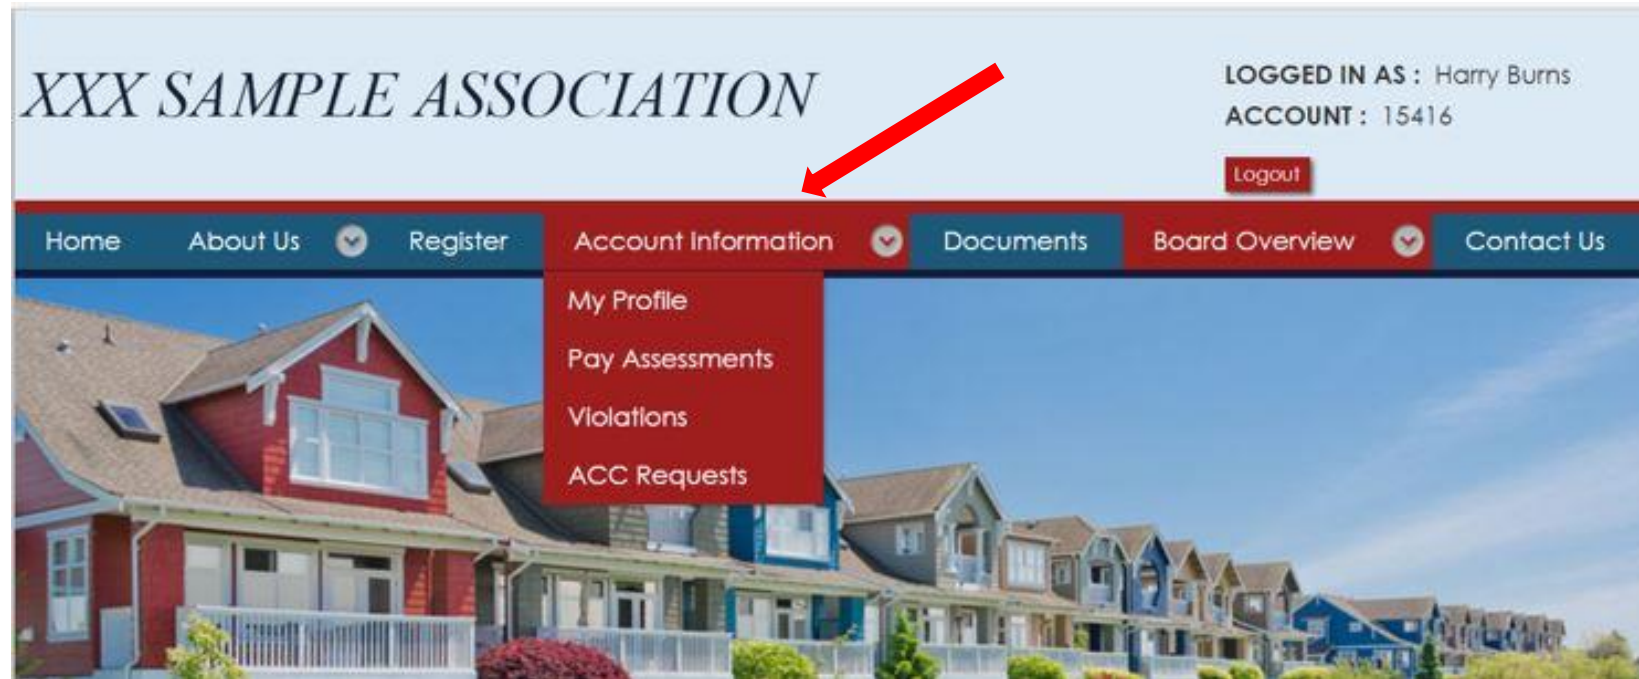 XXX SAMPLE ASSOCIATION
LOGGED IN AS : Harry Burns
ACCOUNT : 15416
Logout
Home About Us Register Account Information Documents Board Overview Contact Us
My Profile
Pay Assessments
Violations
ACC Requests